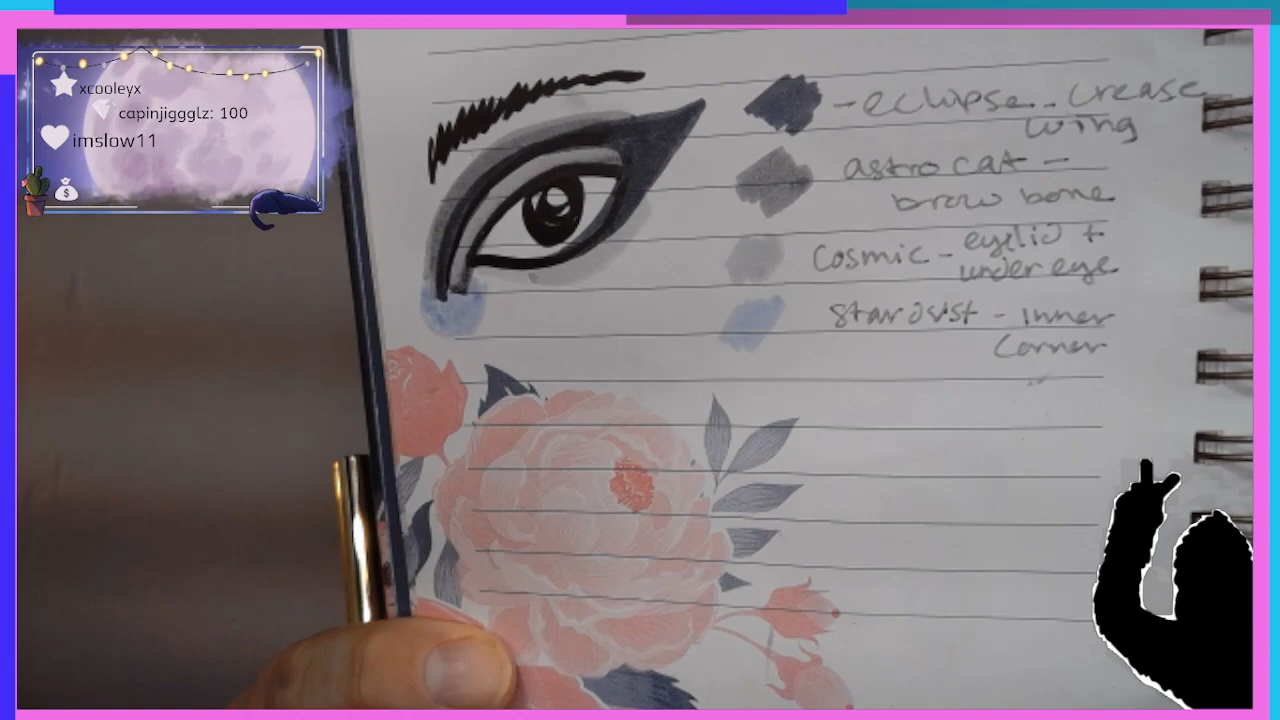 xcooleyx
capinjiggglz: 100
imslow11
- eclipse - crease
wing
astro cat -
brow bone
Cosmic - eyelid +
under eye
stardust - inner
corner